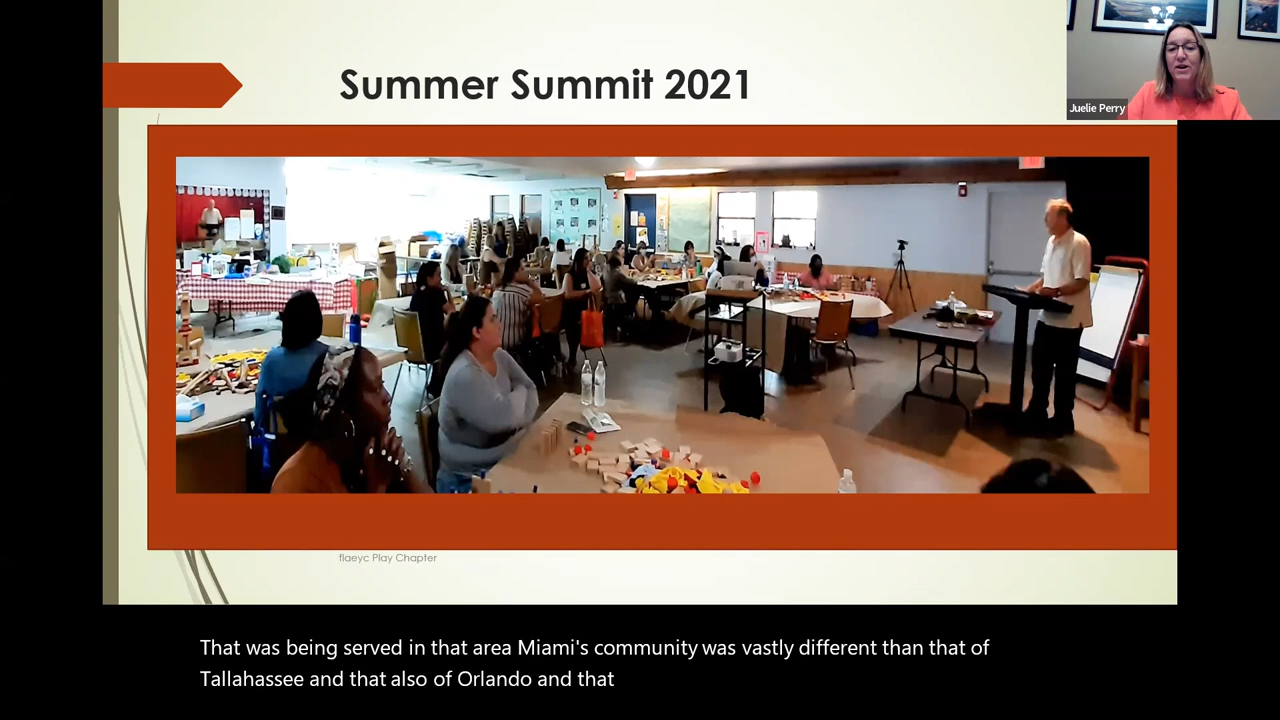 Summer Summit 2021
Juelie Perry
flaeyc Play Chapter
That was being served in that area Miami's community was vastly different than that of
Tallahassee and that also of Orlando and that